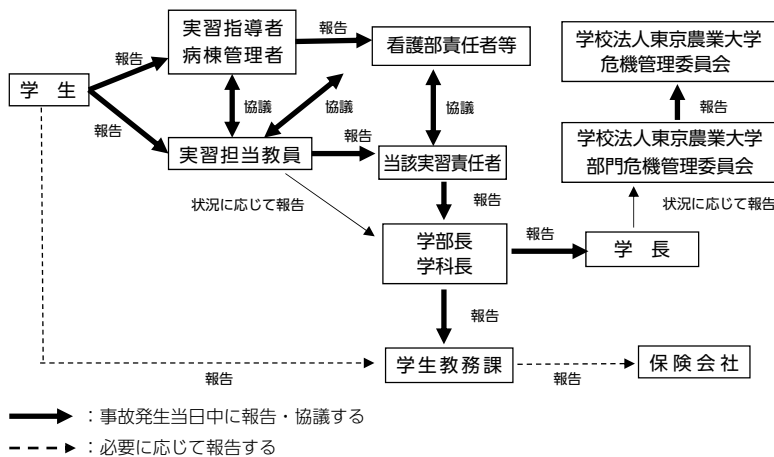 実習指導者
病棟管理者
報告
看護部責任者等
学校法人東京農業大学
危機管理委員会
報告
学 生
協議
協議
協議
報告
報告
実習担当教員
報告
当該実習責任者
学校法人東京農業大学
部門危機管理委員会
状況に応じて報告
報告
状況に応じて報告
学部長
学科長
報告
学 長
報告
学生教務課
保険会社
報告
報告
：事故発生当日中に報告・協議する
：必要に応じて報告する